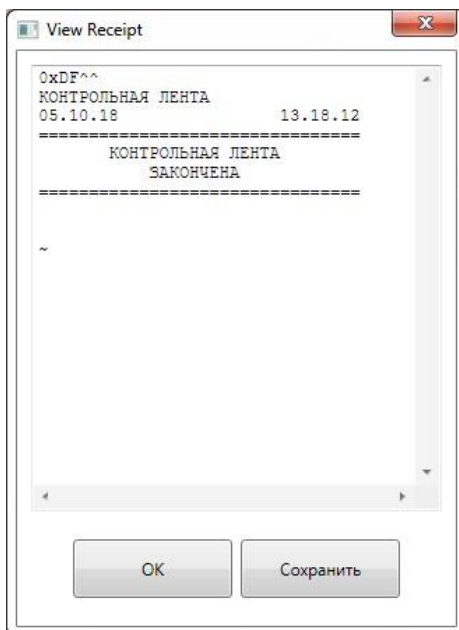 View Receipt
0xDF^^
КОНТРОЛЬНАЯ ЛЕНТА
05.10.18 13.18.12
================================
КОНТРОЛЬНАЯ ЛЕНТА
ЗАКОНЧЕНА
================================
~
OK Сохранить